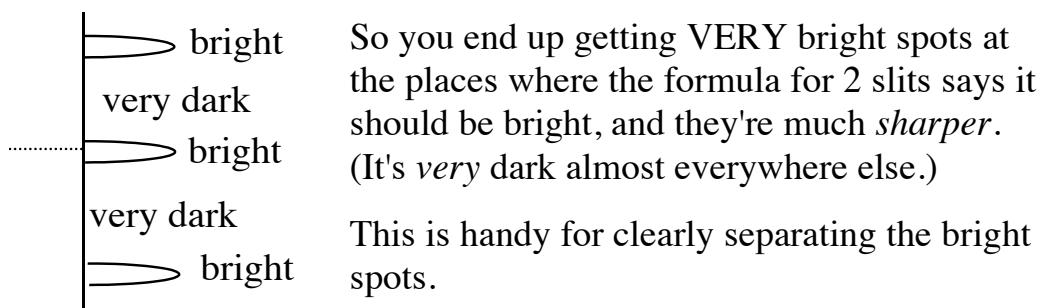 bright
very dark
bright
very dark
bright
So you end up getting VERY bright spots at
the places where the formula for 2 slits says it
should be bright, and they're much sharper.
(It's very dark almost everywhere else.)
This is handy for clearly separating the bright
spots.